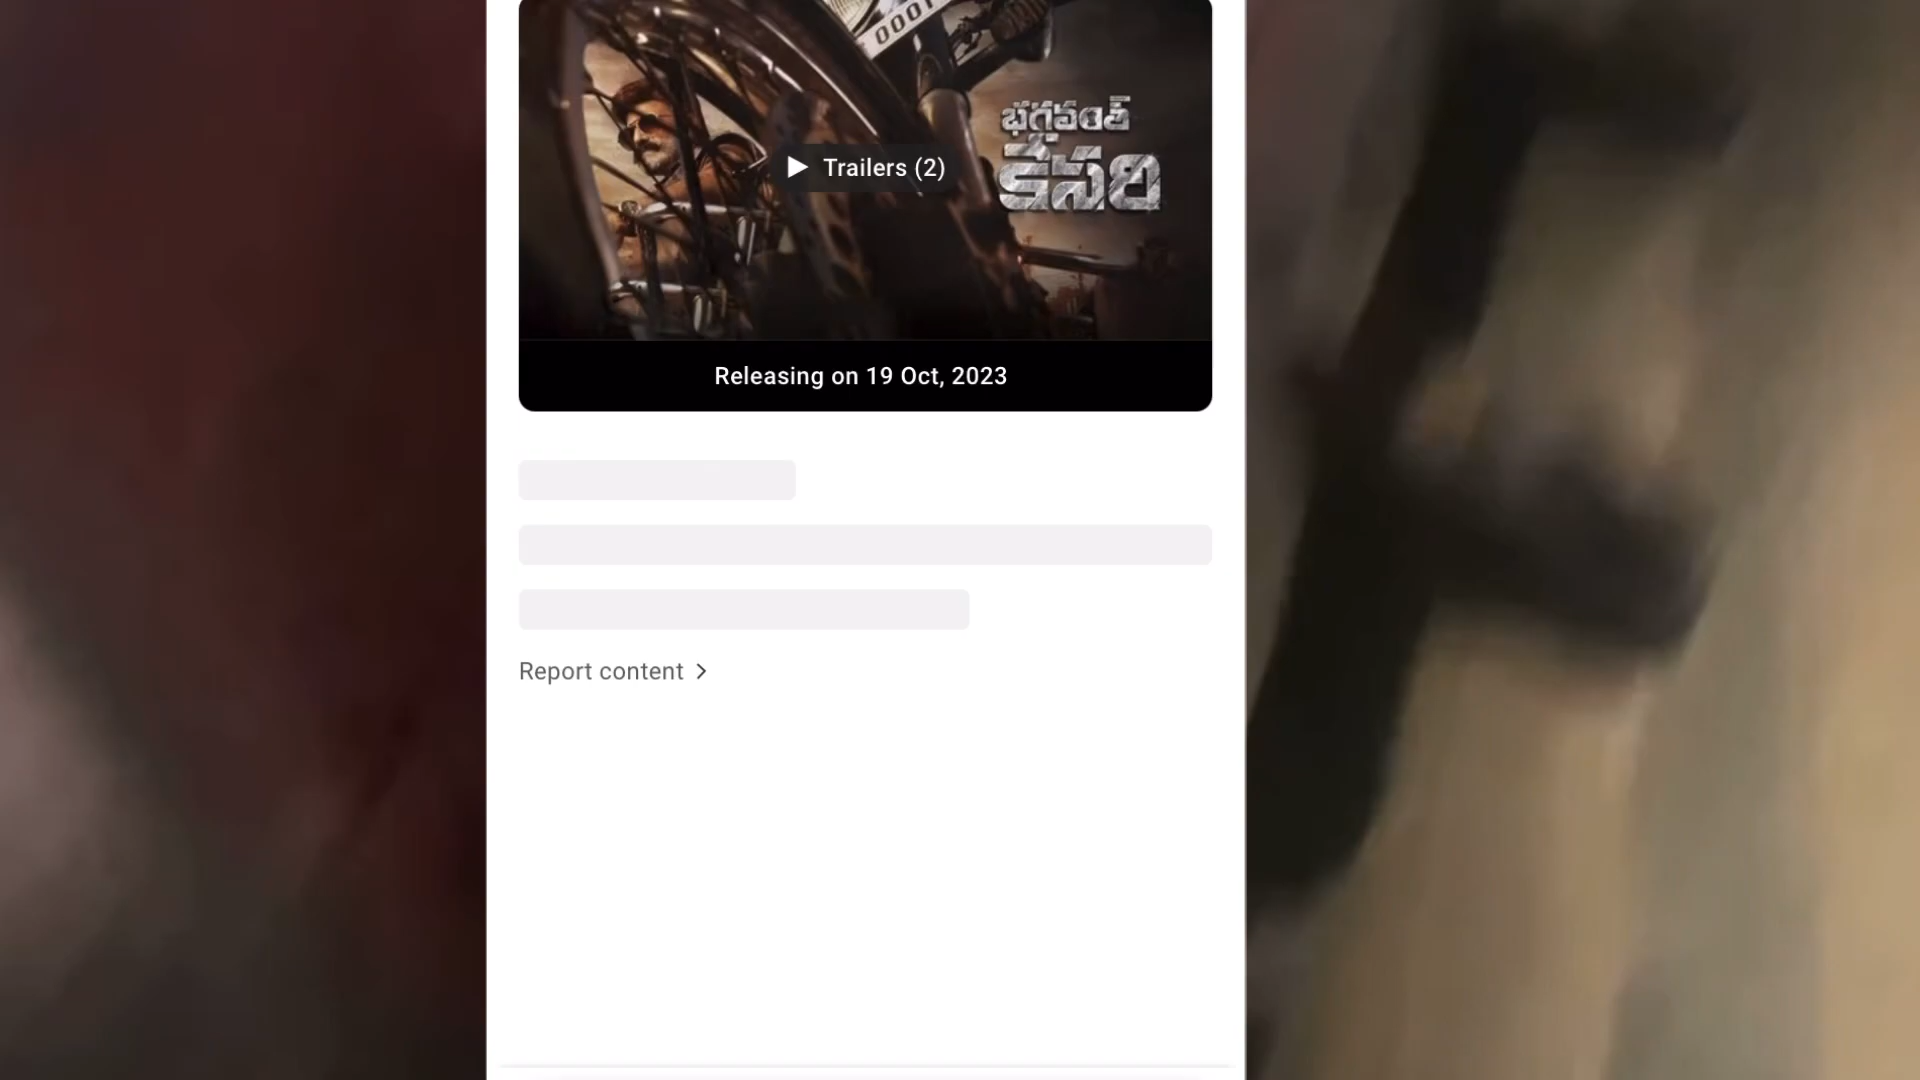 0001
భగవంత్
కేసరి
Trailers (2)
Releasing on 19 Oct, 2023
Report content